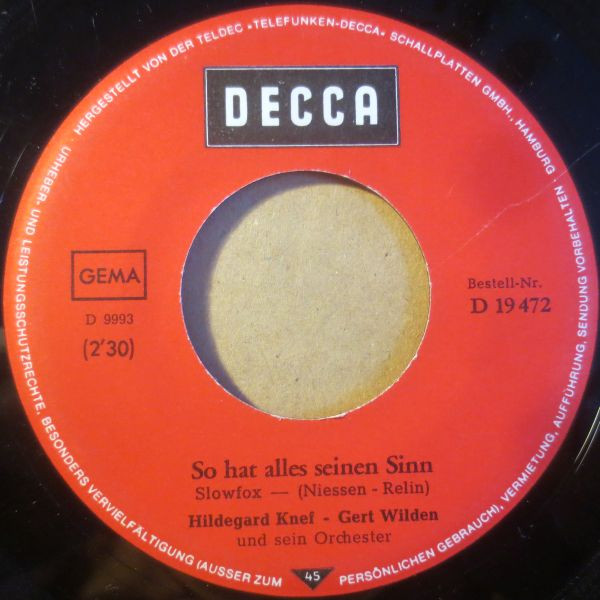 HERGESTELLT VON DER TELDEC »TELEFUNKEN-DECCA« SCHALLPLATTEN GMBH., HAMBURG
URHEBER- UND LEISTUNGSSCHUTZRECHTE, BESONDERS VERVIELFÄLTIGUNG (AUSSER ZUM PERSÖNLICHEN GEBRAUCH), VERMIETUNG, AUFFÜHRUNG, SENDUNG VORBEHALTEN
DECCA
GEMA
D 9993
(2'30)
Bestell-Nr.
D 19 472
So hat alles seinen Sinn
Slowfox — (Niessen - Relin)
Hildegard Knef - Gert Wilden
und sein Orchester
45